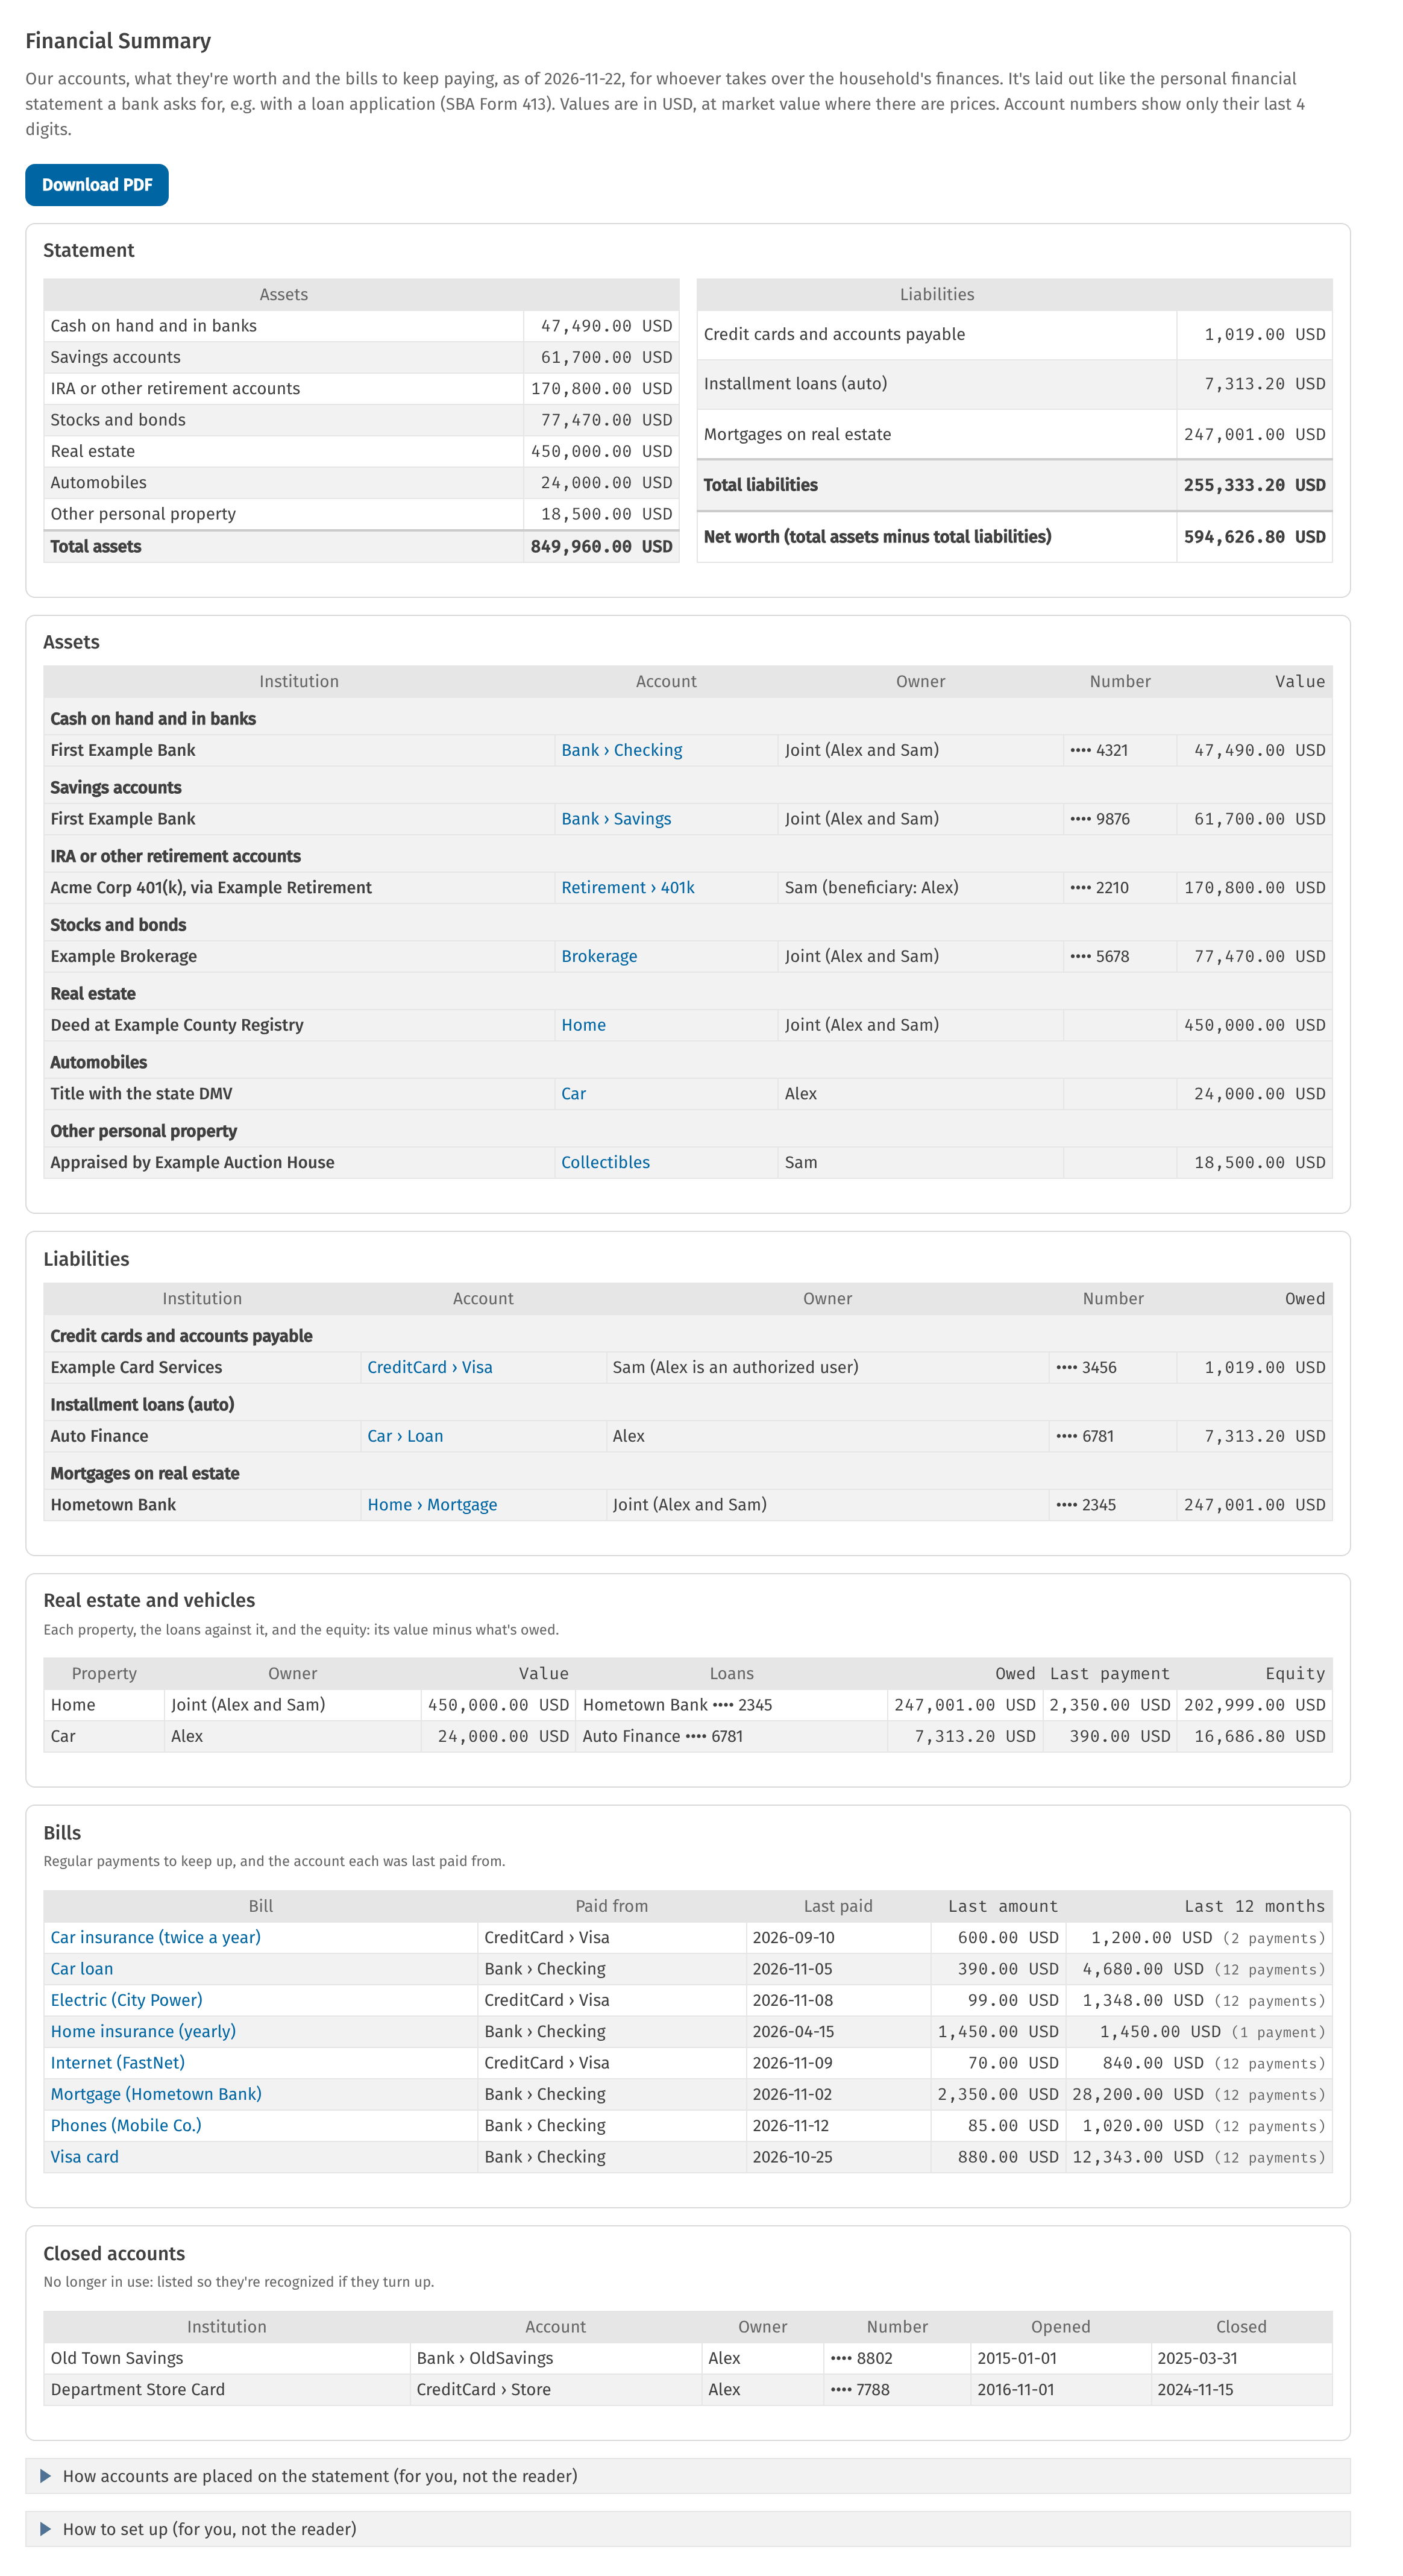 Financial Summary
Our accounts, what they're worth and the bills to keep paying, as of 2026-11-22, for whoever takes over the household's finances. It's laid out like the personal financial
statement a bank asks for, e.g. with a loan application (SBA Form 413). Values are in USD, at market value where there are prices. Account numbers show only their last 4
digits.
Download PDF
Statement
Assets
Cash on hand and in banks 47,490.00 USD
Savings accounts 61,700.00 USD
IRA or other retirement accounts 170,800.00 USD
Stocks and bonds 77,470.00 USD
Real estate 450,000.00 USD
Automobiles 24,000.00 USD
Other personal property 18,500.00 USD
Total assets 849,960.00 USD
Liabilities
Credit cards and accounts payable 1,019.00 USD
Installment loans (auto) 7,313.20 USD
Mortgages on real estate 247,001.00 USD
Total liabilities 255,333.20 USD
Net worth (total assets minus total liabilities) 594,626.80 USD
Assets
Institution Account Owner Number Value
Cash on hand and in banks
First Example Bank Bank › Checking Joint (Alex and Sam) •••• 4321 47,490.00 USD
Savings accounts
First Example Bank Bank › Savings Joint (Alex and Sam) •••• 9876 61,700.00 USD
IRA or other retirement accounts
Acme Corp 401(k), via Example Retirement Retirement › 401k Sam (beneficiary: Alex) •••• 2210 170,800.00 USD
Stocks and bonds
Example Brokerage Brokerage Joint (Alex and Sam) •••• 5678 77,470.00 USD
Real estate
Deed at Example County Registry Home Joint (Alex and Sam) 450,000.00 USD
Automobiles
Title with the state DMV Car Alex 24,000.00 USD
Other personal property
Appraised by Example Auction House Collectibles Sam 18,500.00 USD
Liabilities
Institution Account Owner Number Owed
Credit cards and accounts payable
Example Card Services CreditCard › Visa Sam (Alex is an authorized user) •••• 3456 1,019.00 USD
Installment loans (auto)
Auto Finance Car › Loan Alex •••• 6781 7,313.20 USD
Mortgages on real estate
Hometown Bank Home › Mortgage Joint (Alex and Sam) •••• 2345 247,001.00 USD
Real estate and vehicles
Each property, the loans against it, and the equity: its value minus what's owed.
Property Owner Value Loans Owed Last payment Equity
Home Joint (Alex and Sam) 450,000.00 USD Hometown Bank •••• 2345 247,001.00 USD 2,350.00 USD 202,999.00 USD
Car Alex 24,000.00 USD Auto Finance •••• 6781 7,313.20 USD 390.00 USD 16,686.80 USD
Bills
Regular payments to keep up, and the account each was last paid from.
Bill Paid from Last paid Last amount Last 12 months
Car insurance (twice a year) CreditCard › Visa 2026-09-10 600.00 USD 1,200.00 USD (2 payments)
Car loan Bank › Checking 2026-11-05 390.00 USD 4,680.00 USD (12 payments)
Electric (City Power) CreditCard › Visa 2026-11-08 99.00 USD 1,348.00 USD (12 payments)
Home insurance (yearly) Bank › Checking 2026-04-15 1,450.00 USD 1,450.00 USD (1 payment)
Internet (FastNet) CreditCard › Visa 2026-11-09 70.00 USD 840.00 USD (12 payments)
Mortgage (Hometown Bank) Bank › Checking 2026-11-02 2,350.00 USD 28,200.00 USD (12 payments)
Phones (Mobile Co.) Bank › Checking 2026-11-12 85.00 USD 1,020.00 USD (12 payments)
Visa card Bank › Checking 2026-10-25 880.00 USD 12,343.00 USD (12 payments)
Closed accounts
No longer in use: listed so they're recognized if they turn up.
Institution Account Owner Number Opened Closed
Old Town Savings Bank › OldSavings Alex •••• 8802 2015-01-01 2025-03-31
Department Store Card CreditCard › Store Alex •••• 7788 2016-11-01 2024-11-15
How accounts are placed on the statement (for you, not the reader)
How to set up (for you, not the reader)